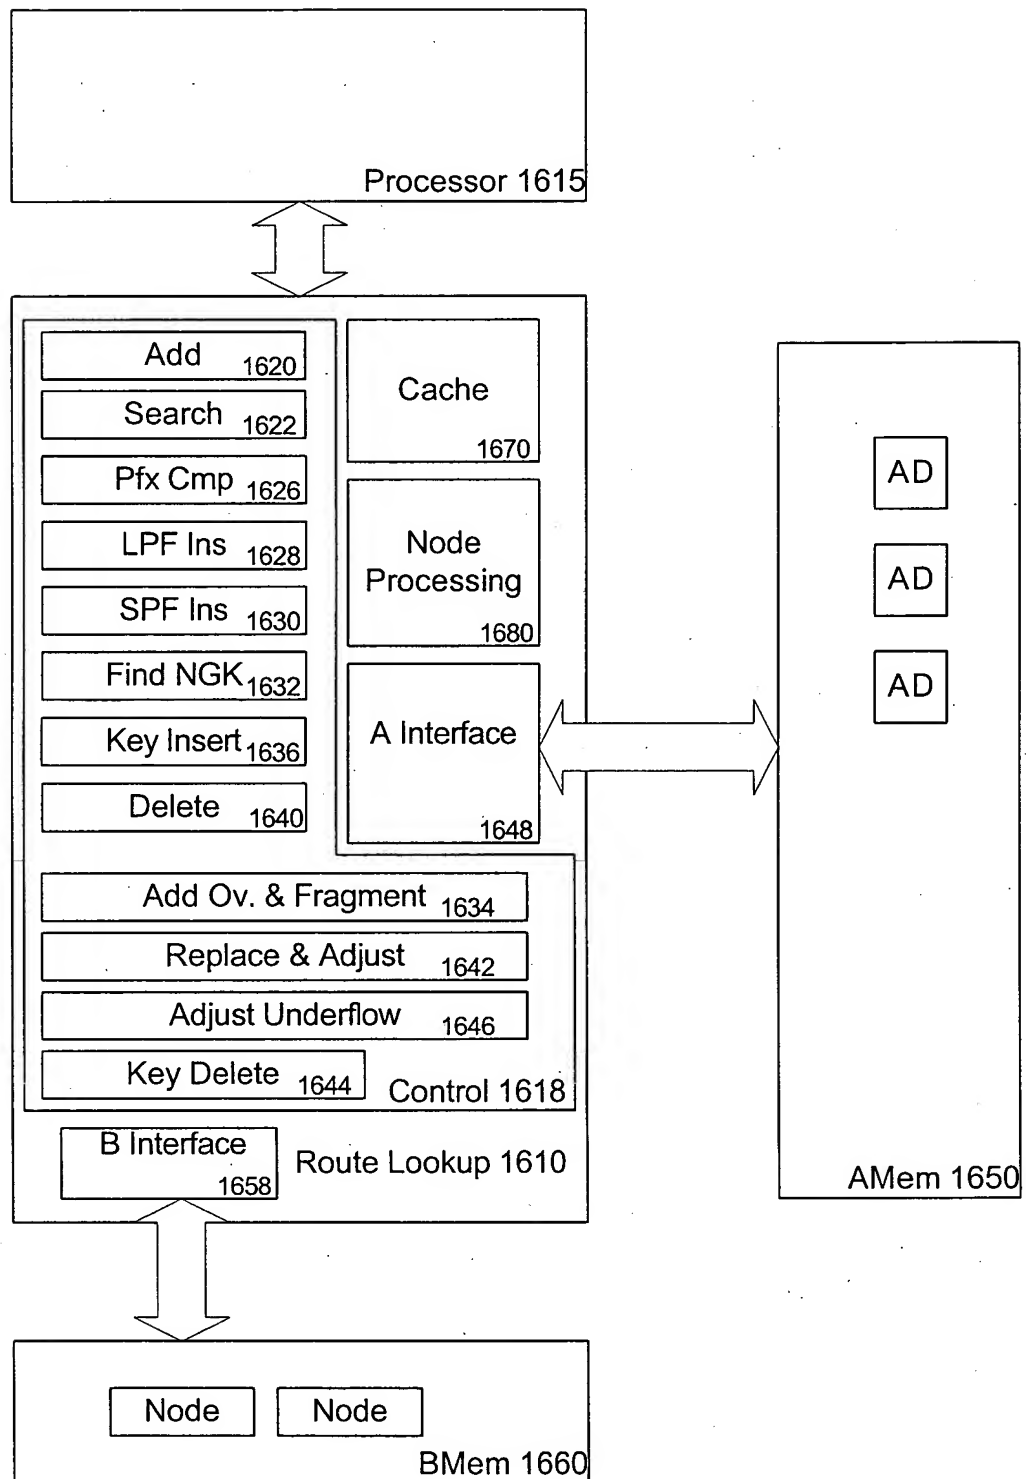 Processor 1615
Add 1620
Search 1622
Pfx Cmp 1626
LPF Ins 1628
SPF Ins 1630
Find NGK 1632
Key Insert 1636
Delete 1640
Cache
1670
Node
Processing
1680
A Interface
1648
Add Ov. & Fragment 1634
Replace & Adjust 1642
Adjust Underflow 1646
Key Delete 1644
Control 1618
B Interface
1658
Route Lookup 1610
AD
AD
AD
AMem 1650
Node
Node
BMem 1660